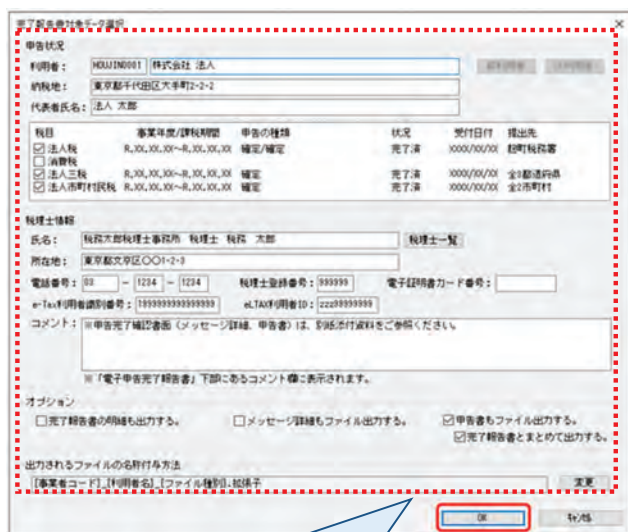 完了報告書対象データ選択
申告状況
利用者： HOUJIN0001 株式会社 法人
納税地： 東京都千代田区大手町2-2-2
代表者氏名： 法人 太郎
税目 事業年度/課税期間 申告の種類 状況 受付日付 提出先
法人税 R.XX.XX.XX～R.XX.XX.XX 確定/確定 完了済 XXXX/XX/XX 麹町税務署
消費税
法人三税 R.XX.XX.XX～R.XX.XX.XX 確定 完了済 XXXX/XX/XX 全3都道府県
法人市町村民税 R.XX.XX.XX～R.XX.XX.XX 確定 完了済 XXXX/XX/XX 全2市町村
税理士情報
氏名： 税務太郎税理士事務所 税理士 税務 太郎 税理士一覧
所在地： 東京都文京区〇〇1-2-3
電話番号： 03 － 1234 － 1234 税理士登録番号： 999999 電子証明書カード番号：
e-Tax利用者識別番号： 1999999999999999 eLTAX利用者ID： zzz99999999
コメント： ※申告完了確認書面（メッセージ詳細、申告書）は、別紙添付資料をご参照ください。
※「電子申告完了報告書」下部にあるコメント欄に表示されます。
オプション
完了報告書の明細も出力する。 メッセージ詳細もファイル出力する。 申告書もファイル出力する。
完了報告書とまとめて出力する。
出力されるファイルの名称付与方法
[事業者コード]_[利用者名]_[ファイル種別].拡張子 変更
OK キャンセル